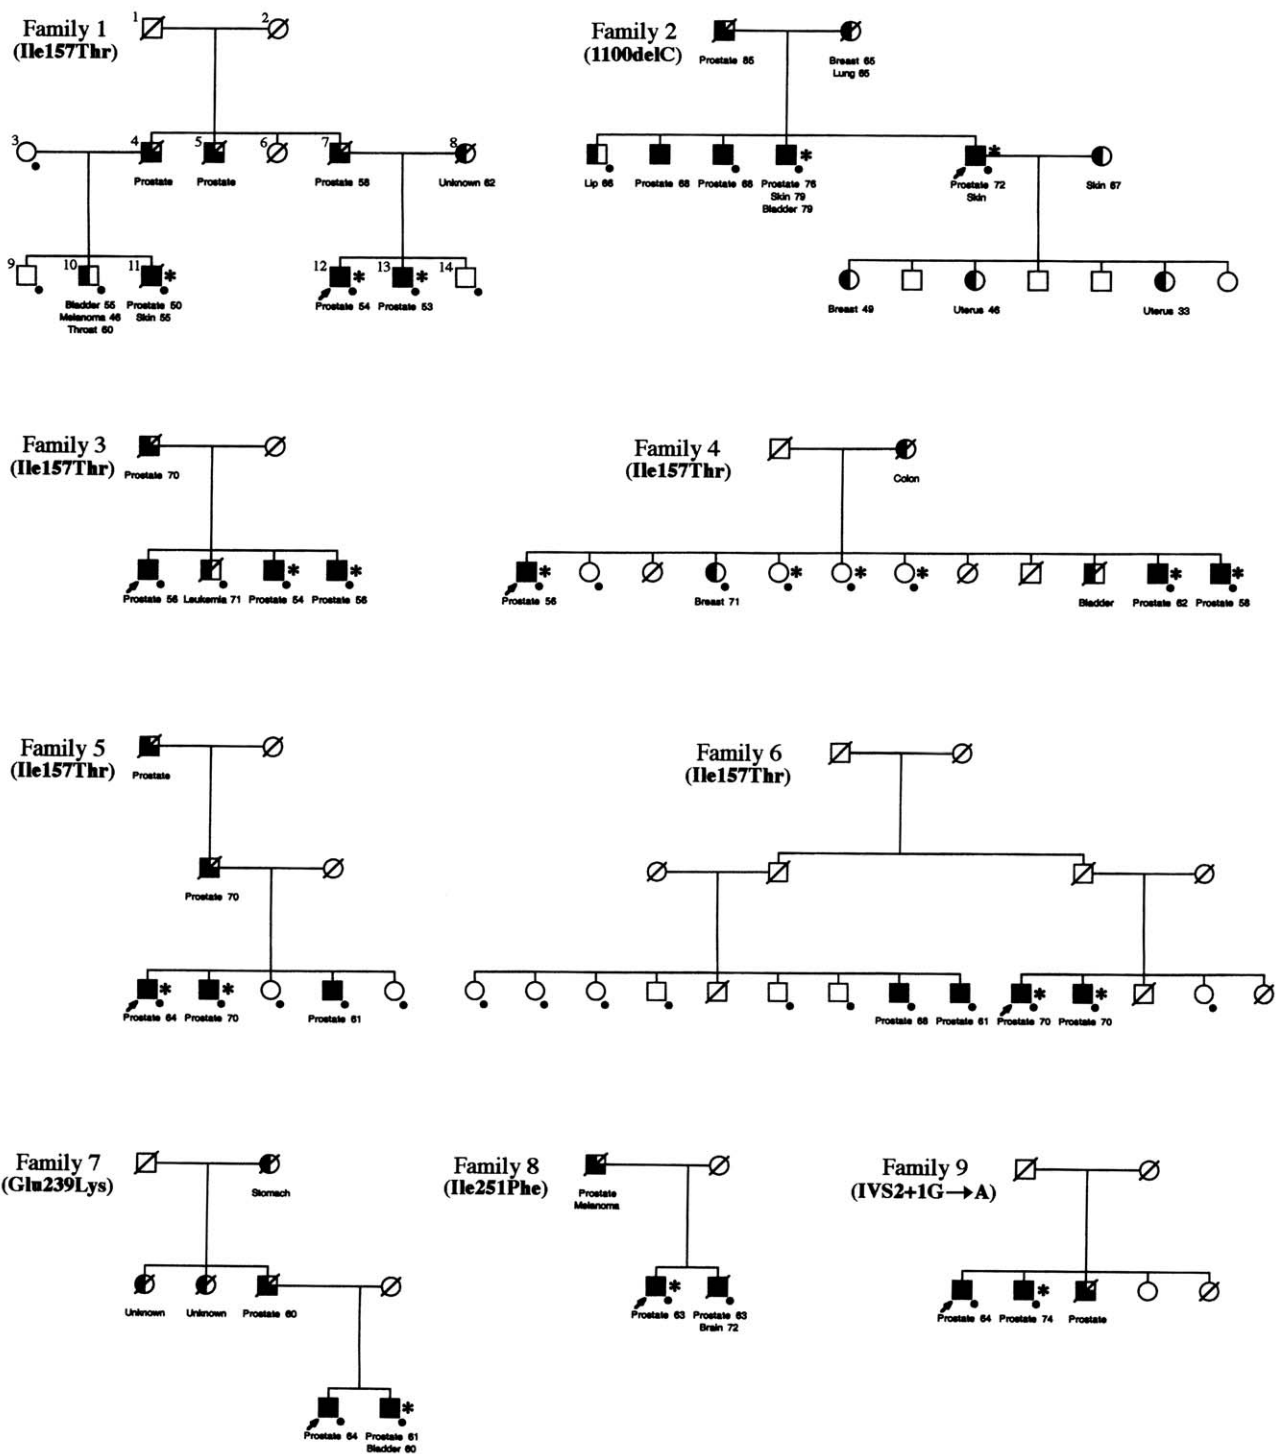 Family 1
(Ile157Thr)
1
2
3
4
5
6
7
8
Prostate
Prostate
Prostate 58
Unknown 62
9
10
11
*
12
*
13
*
14
Bladder 55
Melanoma 46
Throat 60
Prostate 50
Skin 55
Prostate 54
Prostate 53
Family 2
(1100delC)
Prostate 85
Breast 65
Lung 65
*
*
Lip 66
Prostate 68
Prostate 66
Prostate 76
Skin 79
Bladder 79
Prostate 72
Skin
Skin 67
Breast 49
Uterus 46
Uterus 33
Family 3
(Ile157Thr)
Prostate 70
*
*
Prostate 56
Leukemia 71
Prostate 54
Prostate 56
Family 4
(Ile157Thr)
Colon
*
*
*
*
*
*
Prostate 56
Breast 71
Bladder
Prostate 62
Prostate 58
Family 5
(Ile157Thr)
Prostate
Prostate 70
*
*
Prostate 64
Prostate 70
Prostate 61
Family 6
(Ile157Thr)
*
*
Prostate 68
Prostate 61
Prostate 70
Prostate 70
Family 7
(Glu239Lys)
Stomach
Unknown
Unknown
Prostate 60
*
Prostate 64
Prostate 61
Bladder 60
Family 8
(Ile251Phe)
Prostate
Melanoma
*
Prostate 63
Prostate 63
Brain 72
Family 9
(IVS2+1G→A)
*
Prostate 64
Prostate 74
Prostate